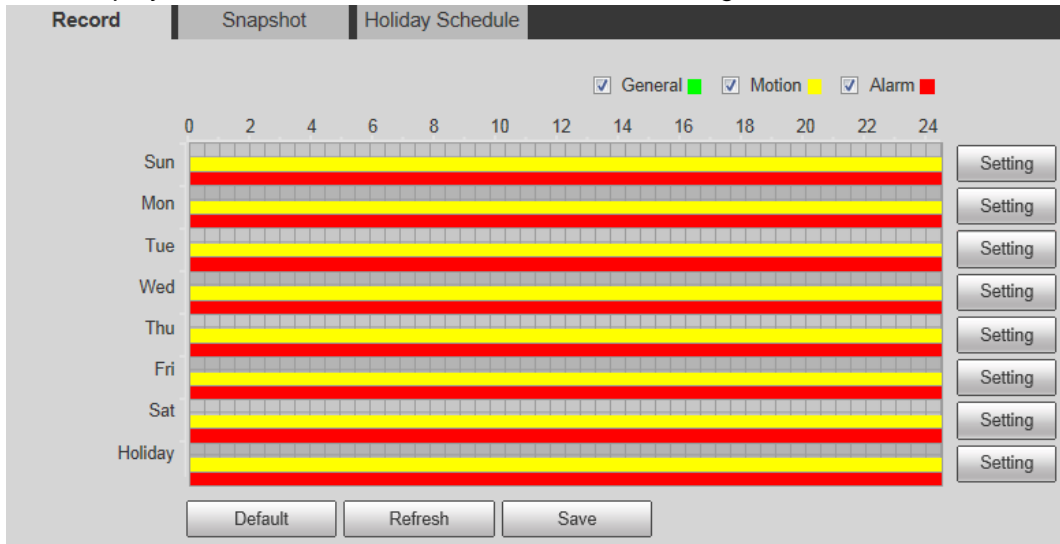 Record Snapshot Holiday Schedule
General Motion Alarm
0 2 4 6 8 10 12 14 16 18 20 22 24
Sun Setting
Mon Setting
Tue Setting
Wed Setting
Thu Setting
Fri Setting
Sat Setting
Holiday Setting
Default Refresh Save